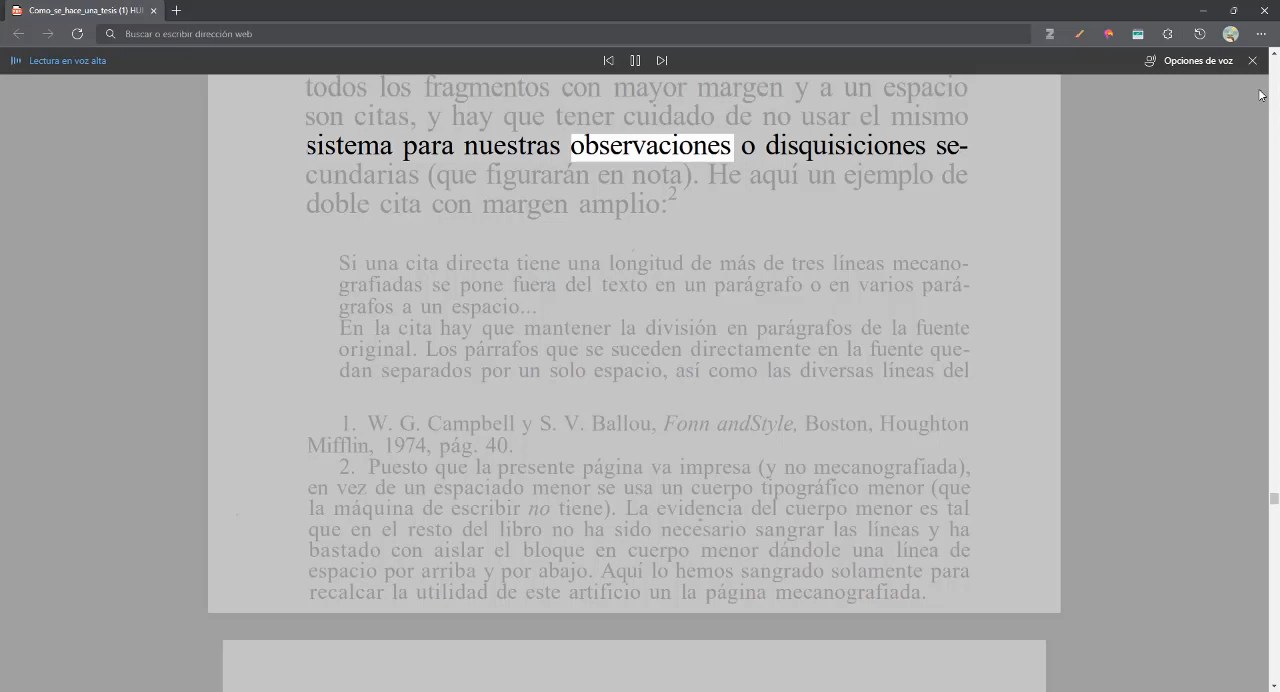 Como_se_hace_una_tesis (1) HUI
Buscar o escribir dirección web
Lectura en voz alta
Opciones de voz
todos los fragmentos con mayor margen y a un espacio
son citas, y hay que tener cuidado de no usar el mismo
sistema para nuestras observaciones o disquisiciones se-
cundarias (que figurarán en nota). He aquí un ejemplo de
doble cita con margen amplio:2
Si una cita directa tiene una longitud de más de tres líneas mecano-
grafiadas se pone fuera del texto en un parágrafo o en varios pará-
grafos a un espacio...
En la cita hay que mantener la división en parágrafos de la fuente
original. Los párrafos que se suceden directamente en la fuente que-
dan separados por un solo espacio, así como las diversas líneas del
1. W. G. Campbell y S. V. Ballou, Fonn andStyle, Boston, Houghton
Mifflin, 1974, pág. 40.
2. Puesto que la presente página va impresa (y no mecanografiada),
en vez de un espaciado menor se usa un cuerpo tipográfico menor (que
la máquina de escribir no tiene). La evidencia del cuerpo menor es tal
que en el resto del libro no ha sido necesario sangrar las líneas y ha
bastado con aislar el bloque en cuerpo menor dándole una línea de
espacio por arriba y por abajo. Aquí lo hemos sangrado solamente para
recalcar la utilidad de este artificio un la página mecanografiada.